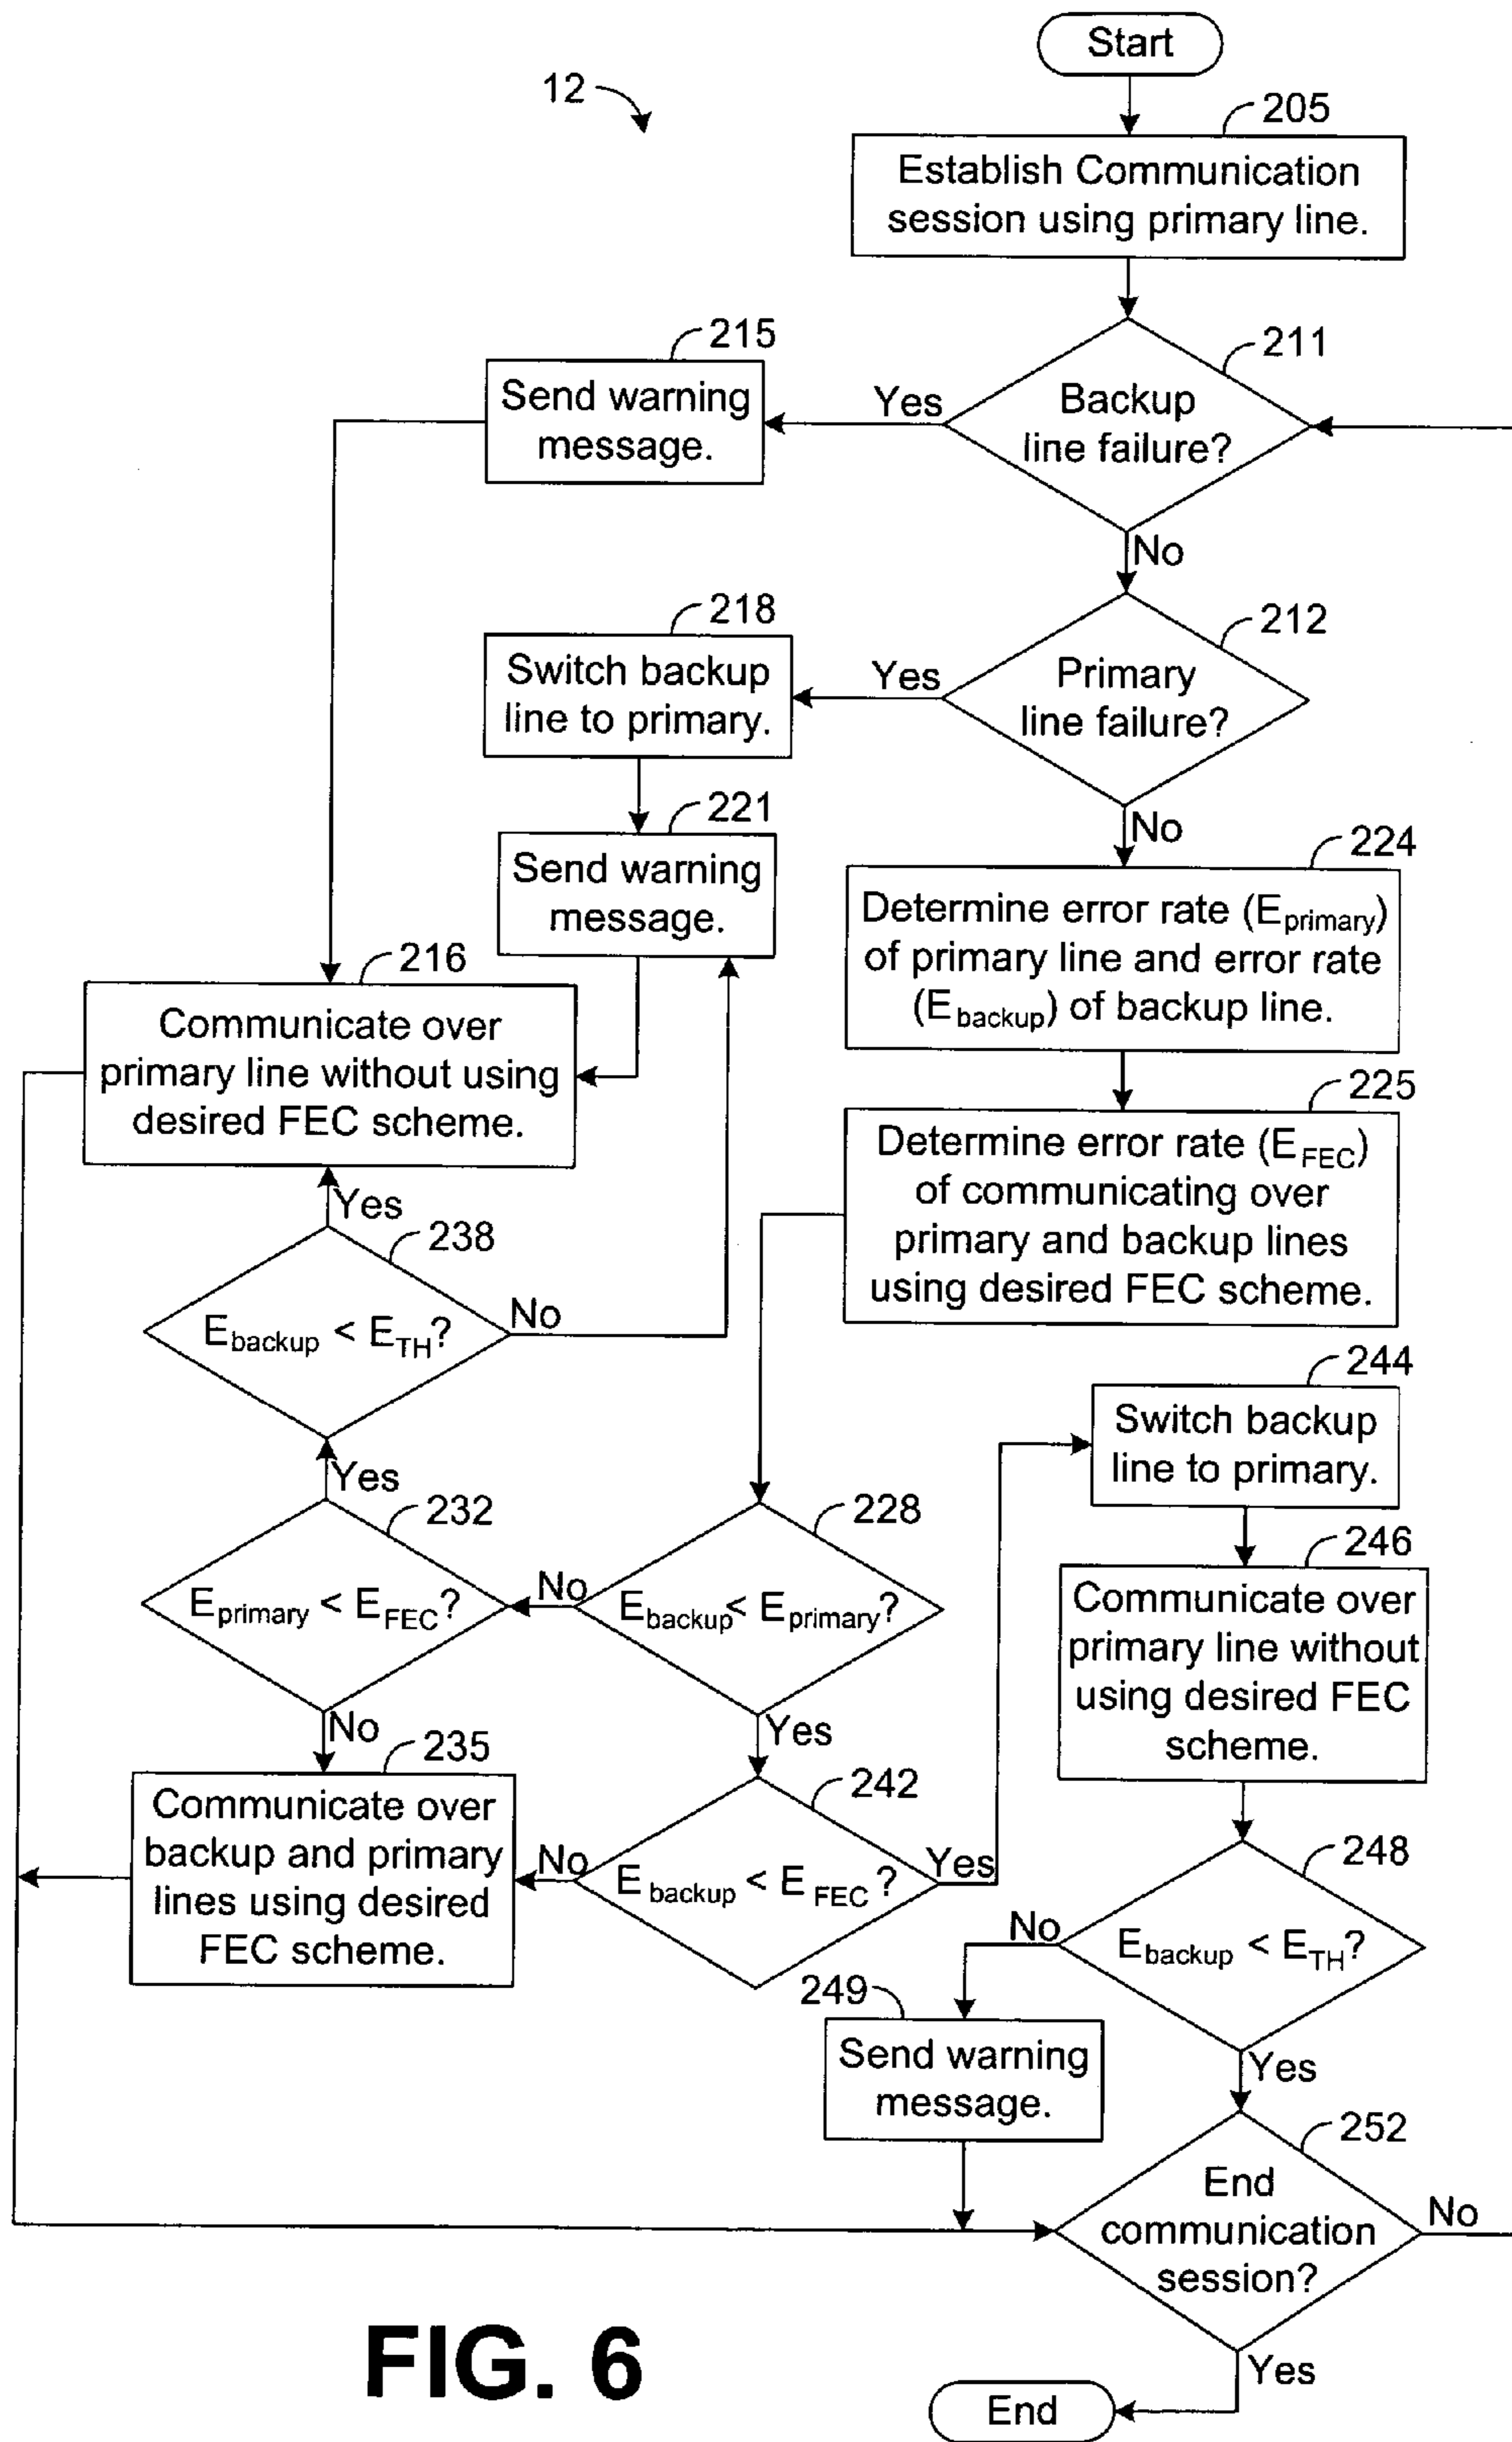 Start
12
205
Establish Communication
session using primary line.
215
211
Send warning
message.
Yes
Backup
line failure?
No
218
212
Switch backup
line to primary.
Yes
Primary
line failure?
221
No
Send warning
message.
224
Determine error rate (Eprimary)
of primary line and error rate
(Ebackup) of backup line.
216
Communicate over
primary line without using
desired FEC scheme.
225
Determine error rate (EFEC)
of communicating over
primary and backup lines
using desired FEC scheme.
Yes
238
Ebackup < ETH?
No
244
Switch backup
line to primary.
Yes
232
228
Eprimary < EFEC?
No
Ebackup< Eprimary?
246
Communicate over
primary line without
using desired FEC
scheme.
No
Yes
235
242
Communicate over
backup and primary
lines using desired
FEC scheme.
No
E backup < E FEC ?
Yes
248
No
Ebackup < ETH?
249
Send warning
message.
Yes
252
End
communication
session?
No
Yes
End
FIG. 6